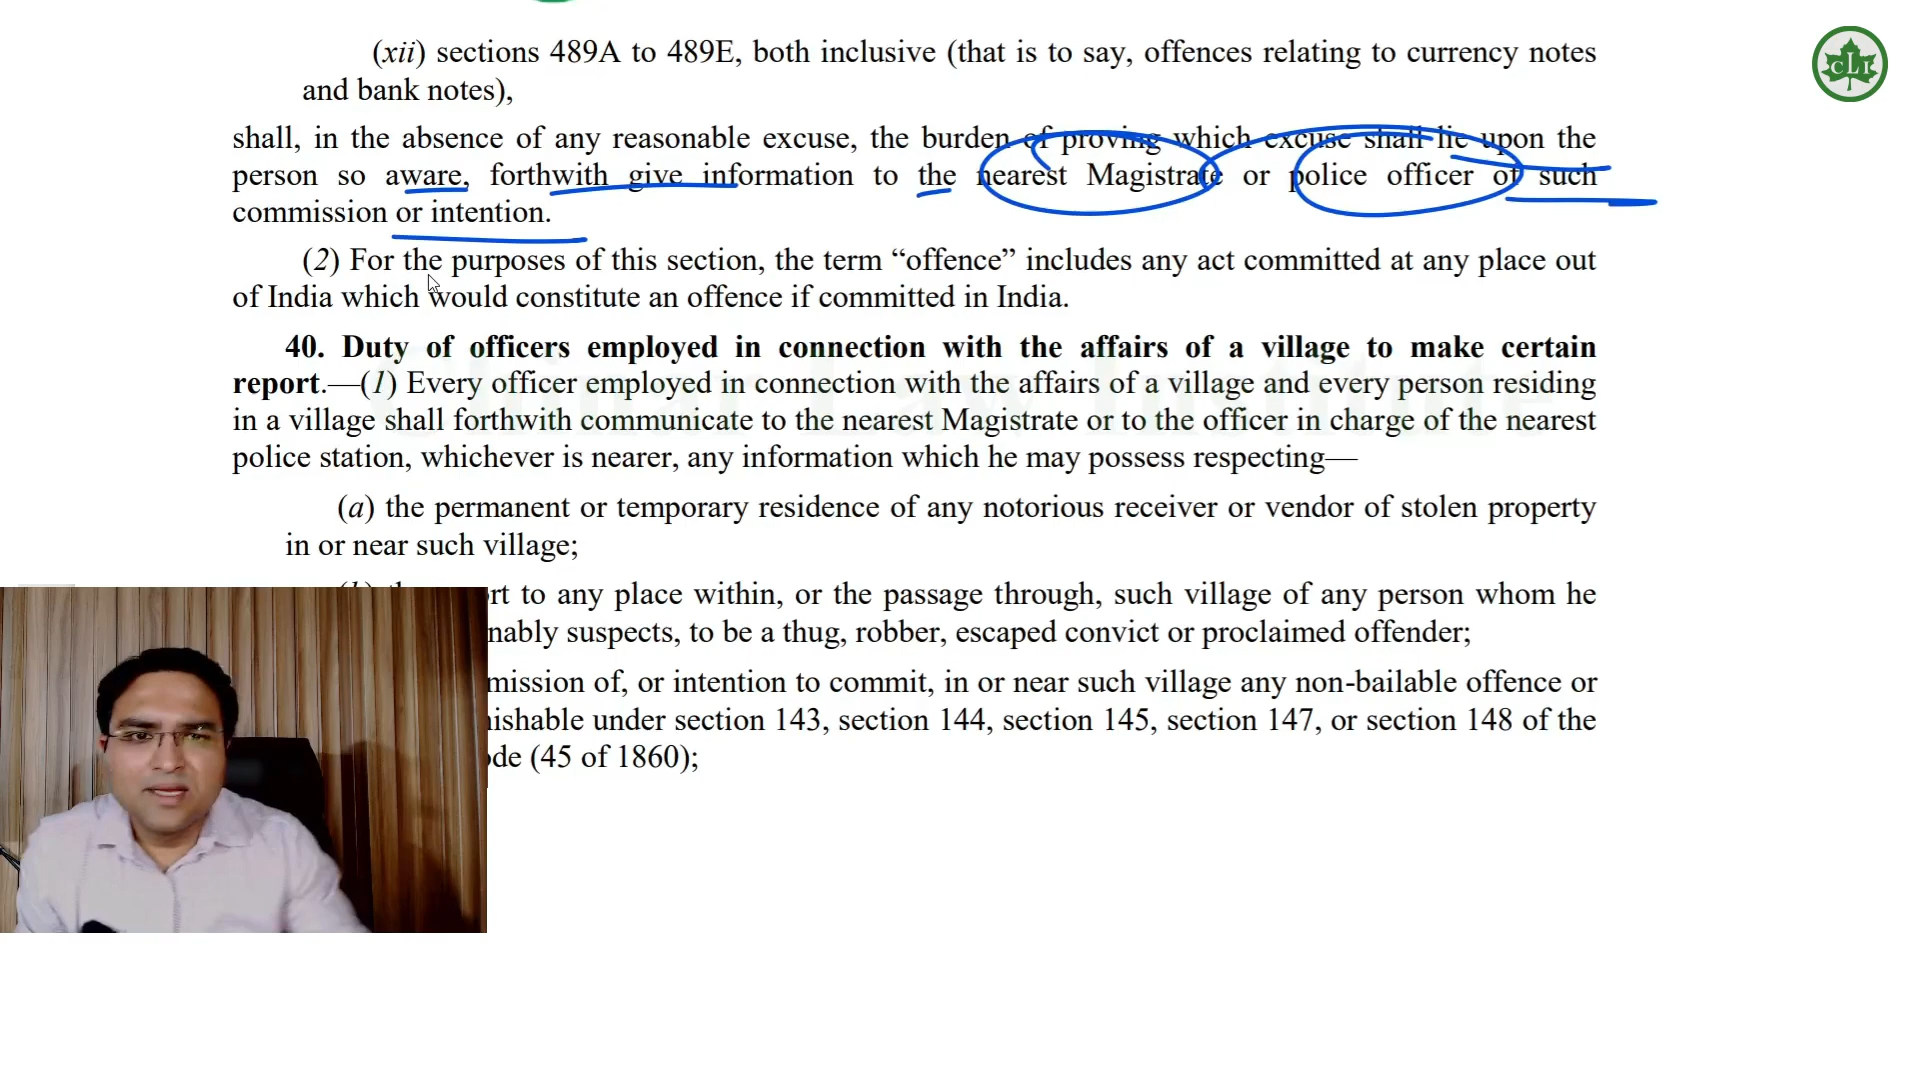 (xii) sections 489A to 489E, both inclusive (that is to say, offences relating to currency notes
and bank notes),
shall, in the absence of any reasonable excuse, the burden of proving which excuse shall lie upon the
person so aware, forthwith give information to the nearest Magistrate or police officer of such
commission or intention.
(2) For the purposes of this section, the term “offence” includes any act committed at any place out
of India which would constitute an offence if committed in India.
40. Duty of officers employed in connection with the affairs of a village to make certain
report.—(1) Every officer employed in connection with the affairs of a village and every person residing
in a village shall forthwith communicate to the nearest Magistrate or to the officer in charge of the nearest
police station, whichever is nearer, any information which he may possess respecting—
(a) the permanent or temporary residence of any notorious receiver or vendor of stolen property
in or near such village;
to any place within, or the passage through, such village of any person whom he
suspects, to be a thug, robber, escaped convict or proclaimed offender;
of, or intention to commit, in or near such village any non-bailable offence or
under section 143, section 144, section 145, section 147, or section 148 of the
(45 of 1860);
CLI
Chinar Law Institute